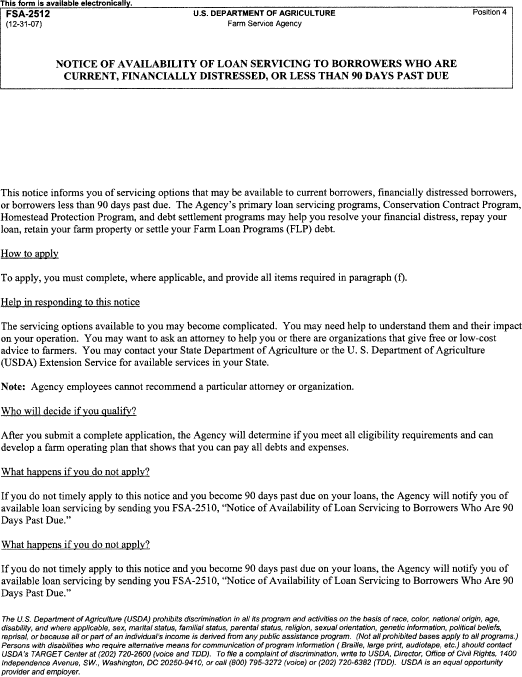 This form is available electronically.
FSA-2512
U.S. DEPARTMENT OF AGRICULTURE
Position 4
(12-31-07)
Farm Service Agency
NOTICE OF AVAILABILITY OF LOAN SERVICING TO BORROWERS WHO ARE
CURRENT, FINANCIALLY DISTRESSED, OR LESS THAN 90 DAYS PAST DUE
This notice informs you of servicing options that may be available to current borrowers, financially distressed borrowers,
or borrowers less than 90 days past due. The Agency's primary loan servicing programs, Conservation Contract Program,
Homestead Protection Program, and debt settlement programs may help you resolve your financial distress, repay your
loan, retain your farm property or settle your Farm Loan Programs (FLP) debt.
How to apply
To apply, you must complete, where applicable, and provide all items required in paragraph (f).
Help in responding to this notice
The servicing options available to you may become complicated. You may need help to understand them and their impact
on your operation. You may want to ask an attorney to help you or there are organizations that give free or low-cost
advice to farmers. You may contact your State Department of Agriculture or the U. S. Department of Agriculture
(USDA) Extension Service for available services in your State.
Note: Agency employees cannot recommend a particular attorney or organization.
Who will decide if you qualify?
After you submit a complete application, the Agency will determine if you meet all eligibility requirements and can
develop a farm operating plan that shows that you can pay all debts and expenses.
What happens if you do not apply?
If you do not timely apply to this notice and you become 90 days past due on your loans, the Agency will notify you of
available loan servicing by sending you FSA-2510, "Notice of Availability of Loan Servicing to Borrowers Who Are 90
Days Past Due."
What happens if you do not apply?
If you do not timely apply to this notice and you become 90 days past due on your loans, the Agency will notify you of
available loan servicing by sending you FSA-2510, "Notice of Availability of Loan Servicing to Borrowers Who Are 90
Days Past Due."
The U.S. Department of Agriculture (USDA) prohibits discrimination in all its program and activities on the basis of race, color, national origin, age,
disability, and where applicable, sex, marital status, familial status, parental status, religion, sexual orientation, genetic information, political beliefs,
reprisal, or because all or part of an individual's income is derived from any public assistance program. (Not all prohibited bases apply to all programs.)
Persons with disabilities who require alternative means for communication of program information ( Braille, large print, audiotape, etc.) should contact
USDA's TARGET Center at (202) 720-2600 (voice and TDD). To file a complaint of discrimination, write to USDA, Director, Office of Civil Rights, 1400
Independence Avenue, SW., Washington, DC 20250-9410, or call (800) 795-3272 (voice) or (202) 720-6382 (TDD). USDA is an equal opportunity
provider and employer.